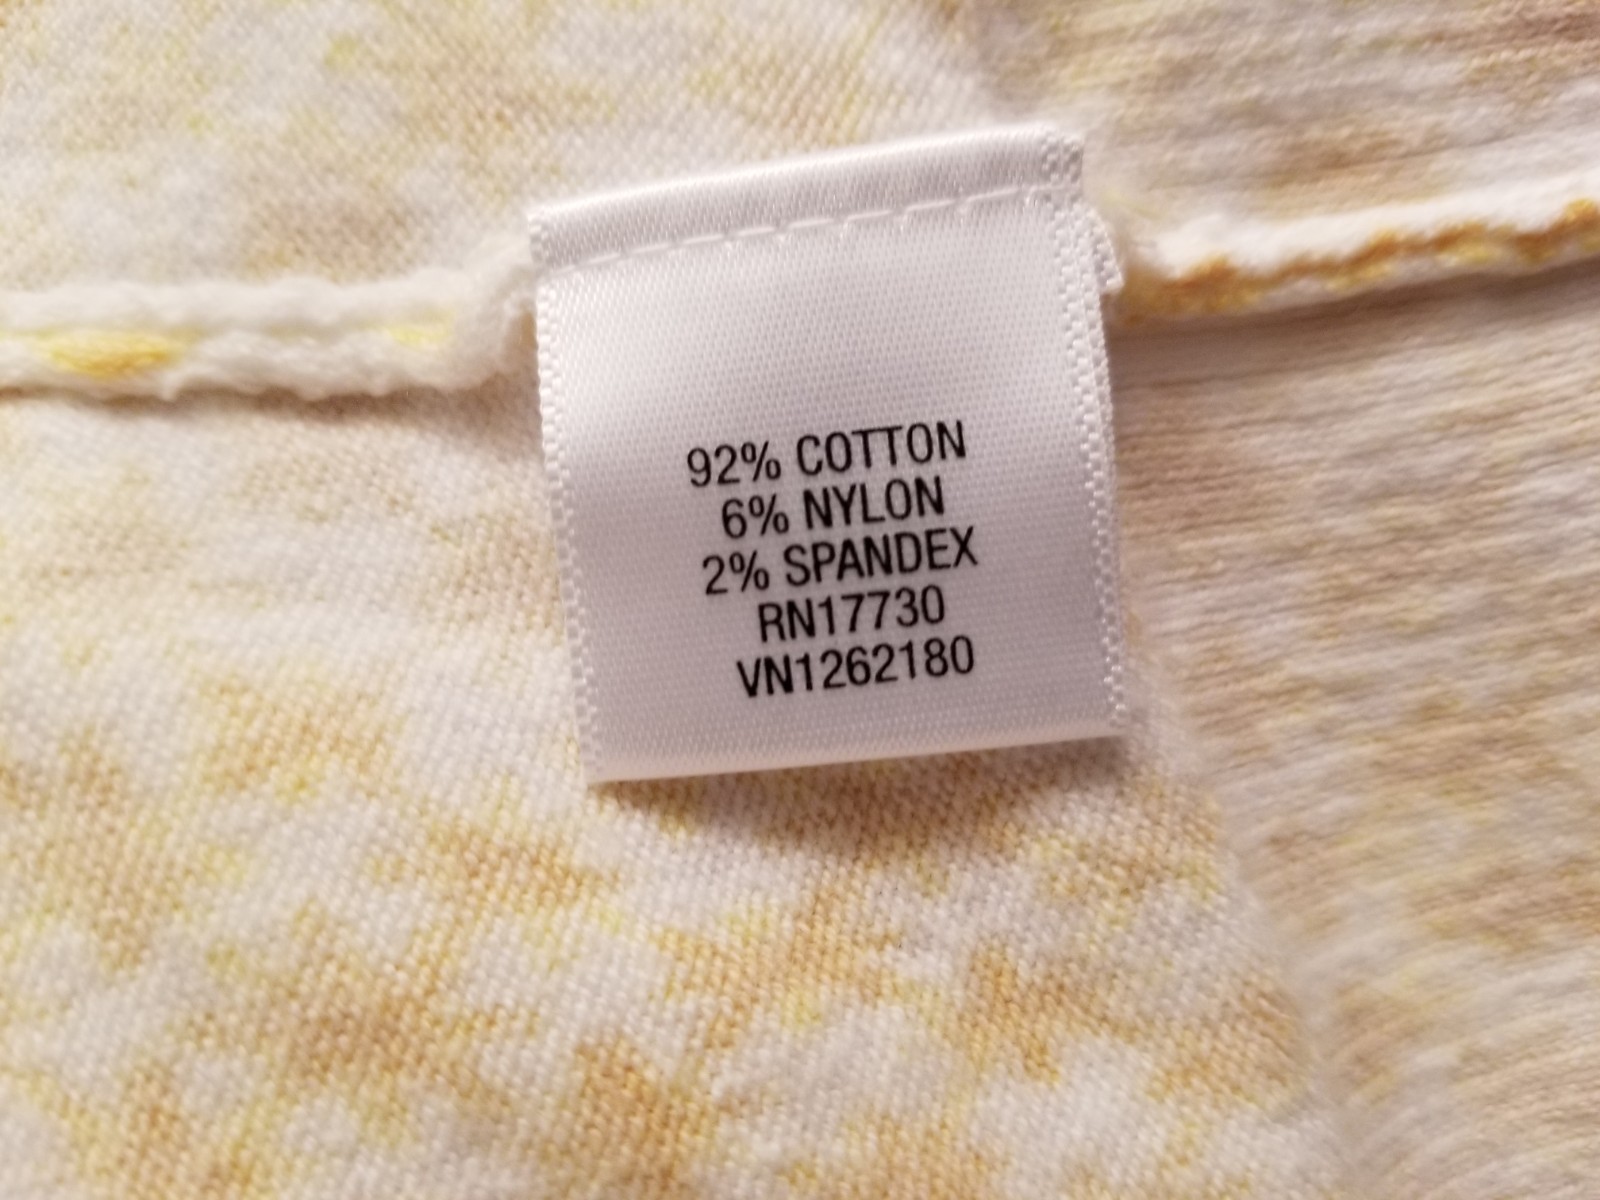 92% COTTON
6% NYLON
2% SPANDEX
RN17730
VN1262180